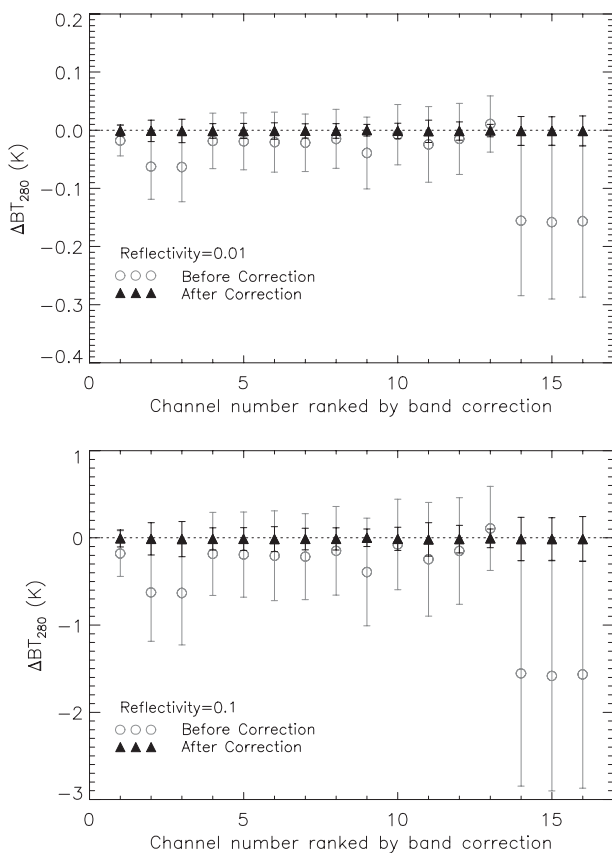 0.2
0.1
0.0
−0.1
−0.2
−0.3
−0.4
ΔBT280 (K)
Reflectivity=0.01
Before Correction
After Correction
0 5 10 15
Channel number ranked by band correction
1
0
−1
−2
−3
ΔBT280 (K)
Reflectivity=0.1
Before Correction
After Correction
0 5 10 15
Channel number ranked by band correction